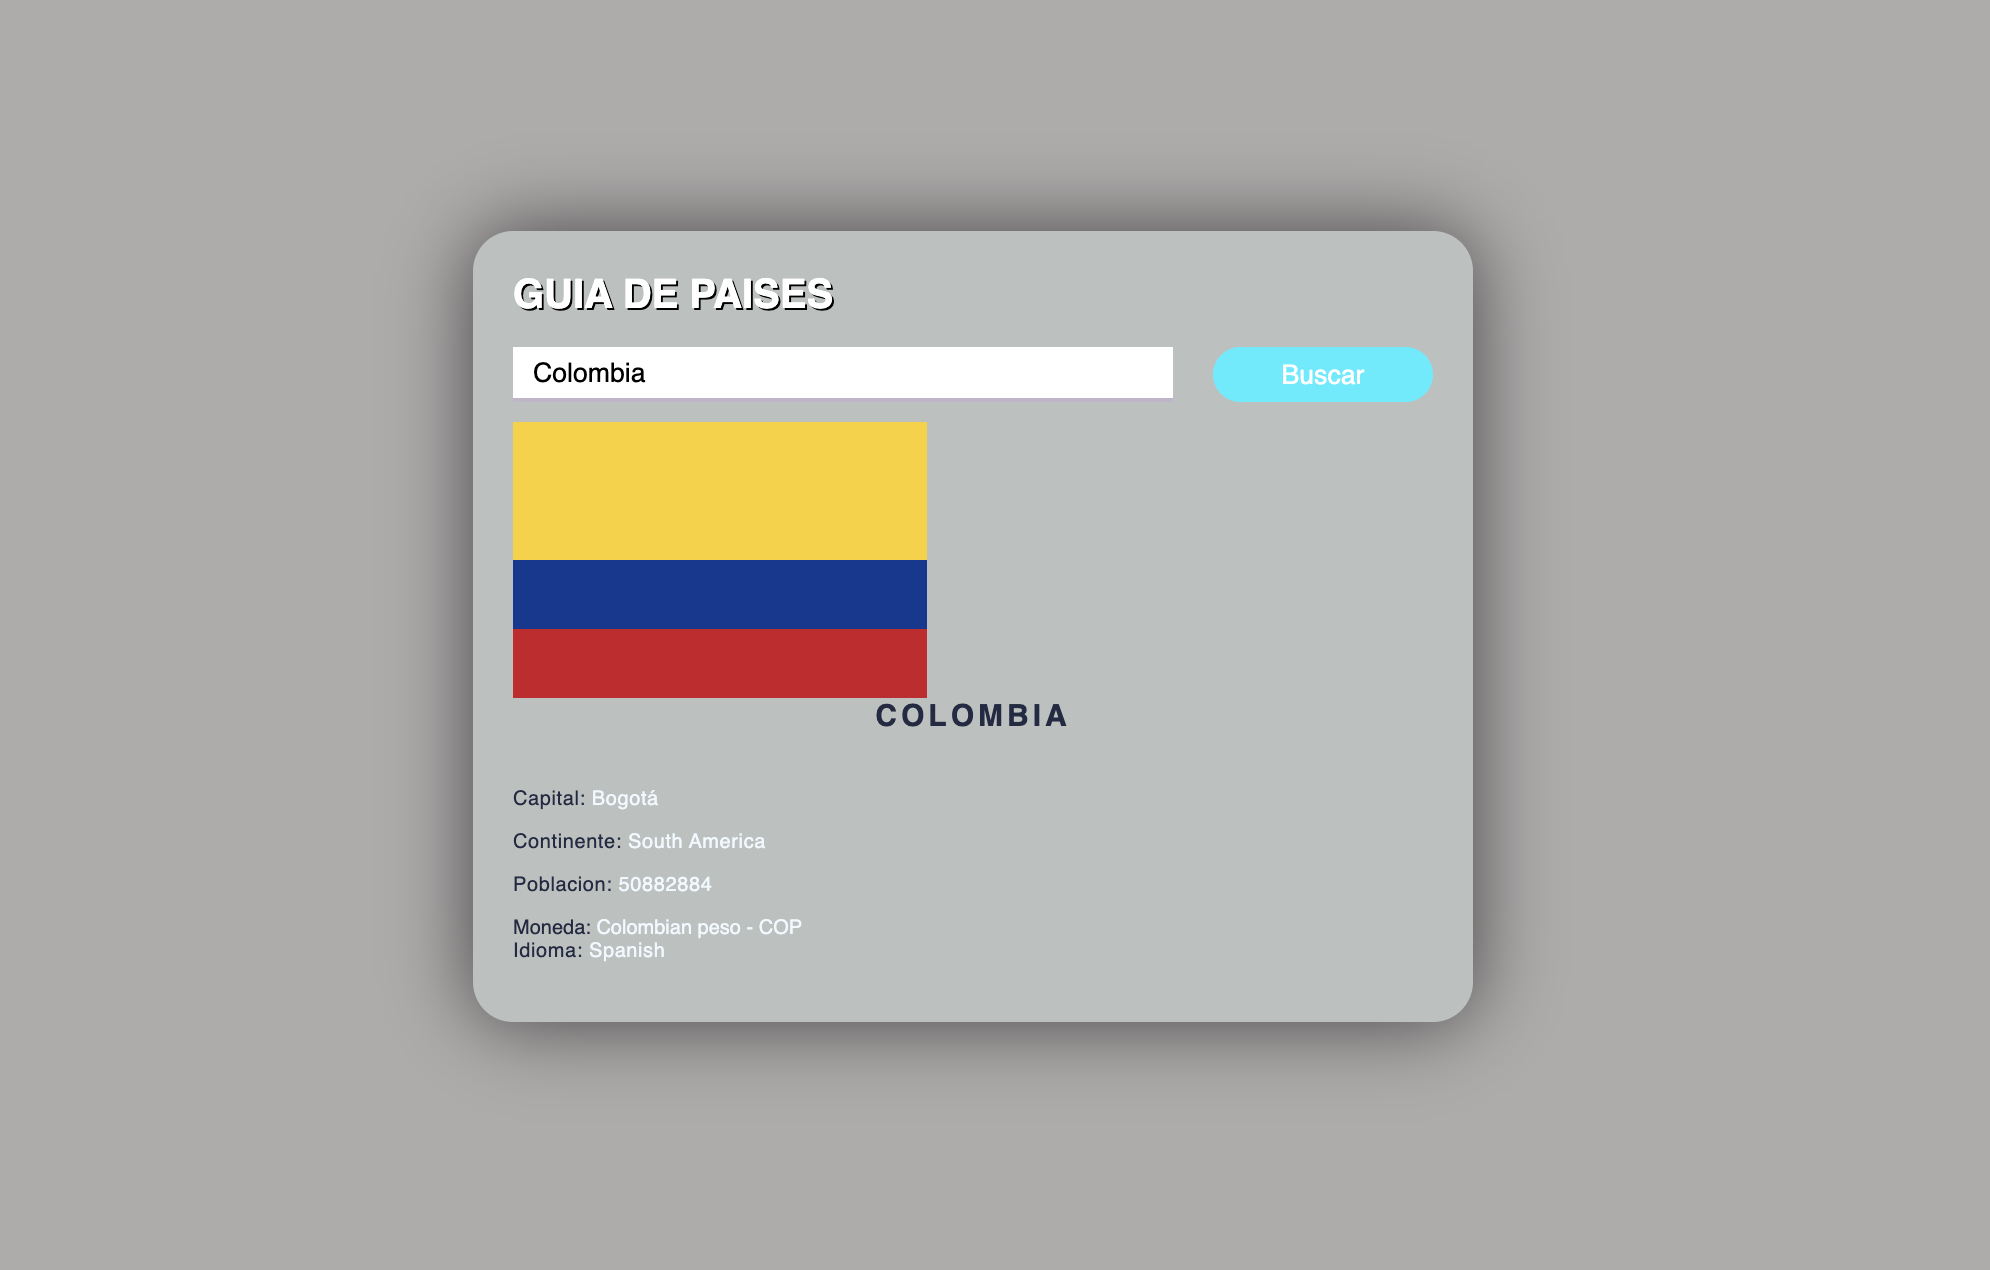 GUIA DE PAISES
Colombia
Buscar
COLOMBIA
Capital: Bogotá
Continente: South America
Poblacion: 50882884
Moneda: Colombian peso - COP
Idioma: Spanish